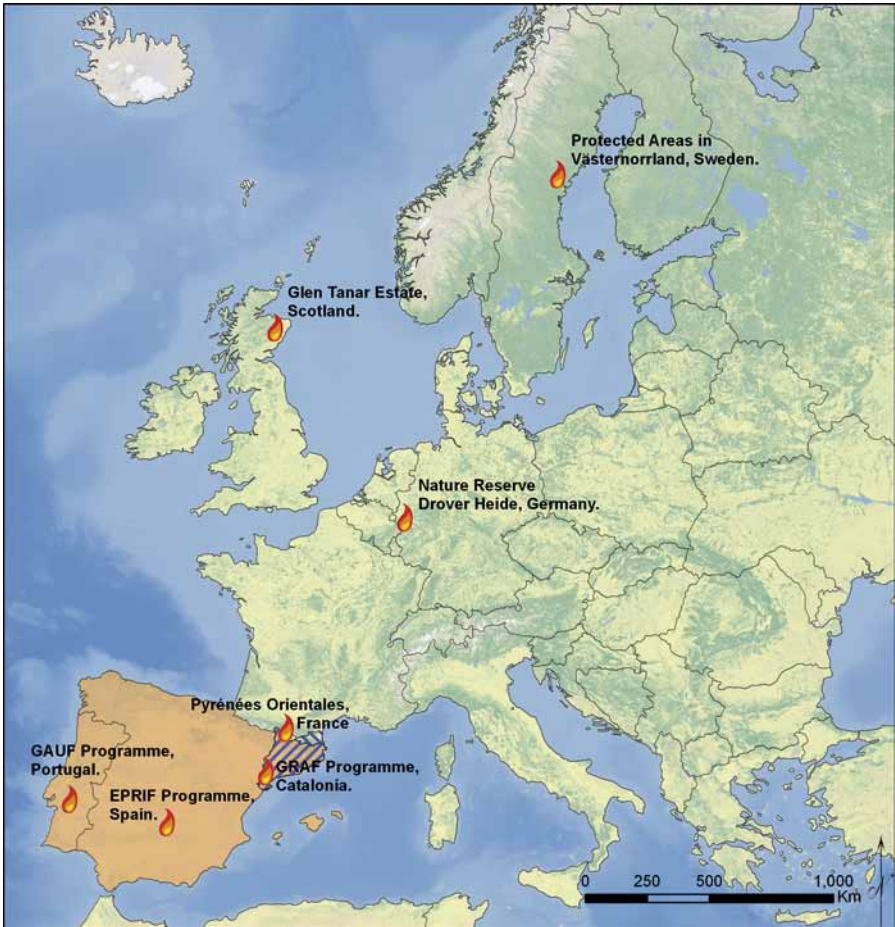 Protected Areas in
Västernorrland, Sweden.
Glen Tanar Estate,
Scotland.
Nature Reserve
Drover Heide, Germany.
Pyrénées Orientales,
France
GAUF Programme,
Portugal.
GRAF Programme,
Catalonia.
EPRIF Programme,
Spain.
0 250 500 1,000
Km